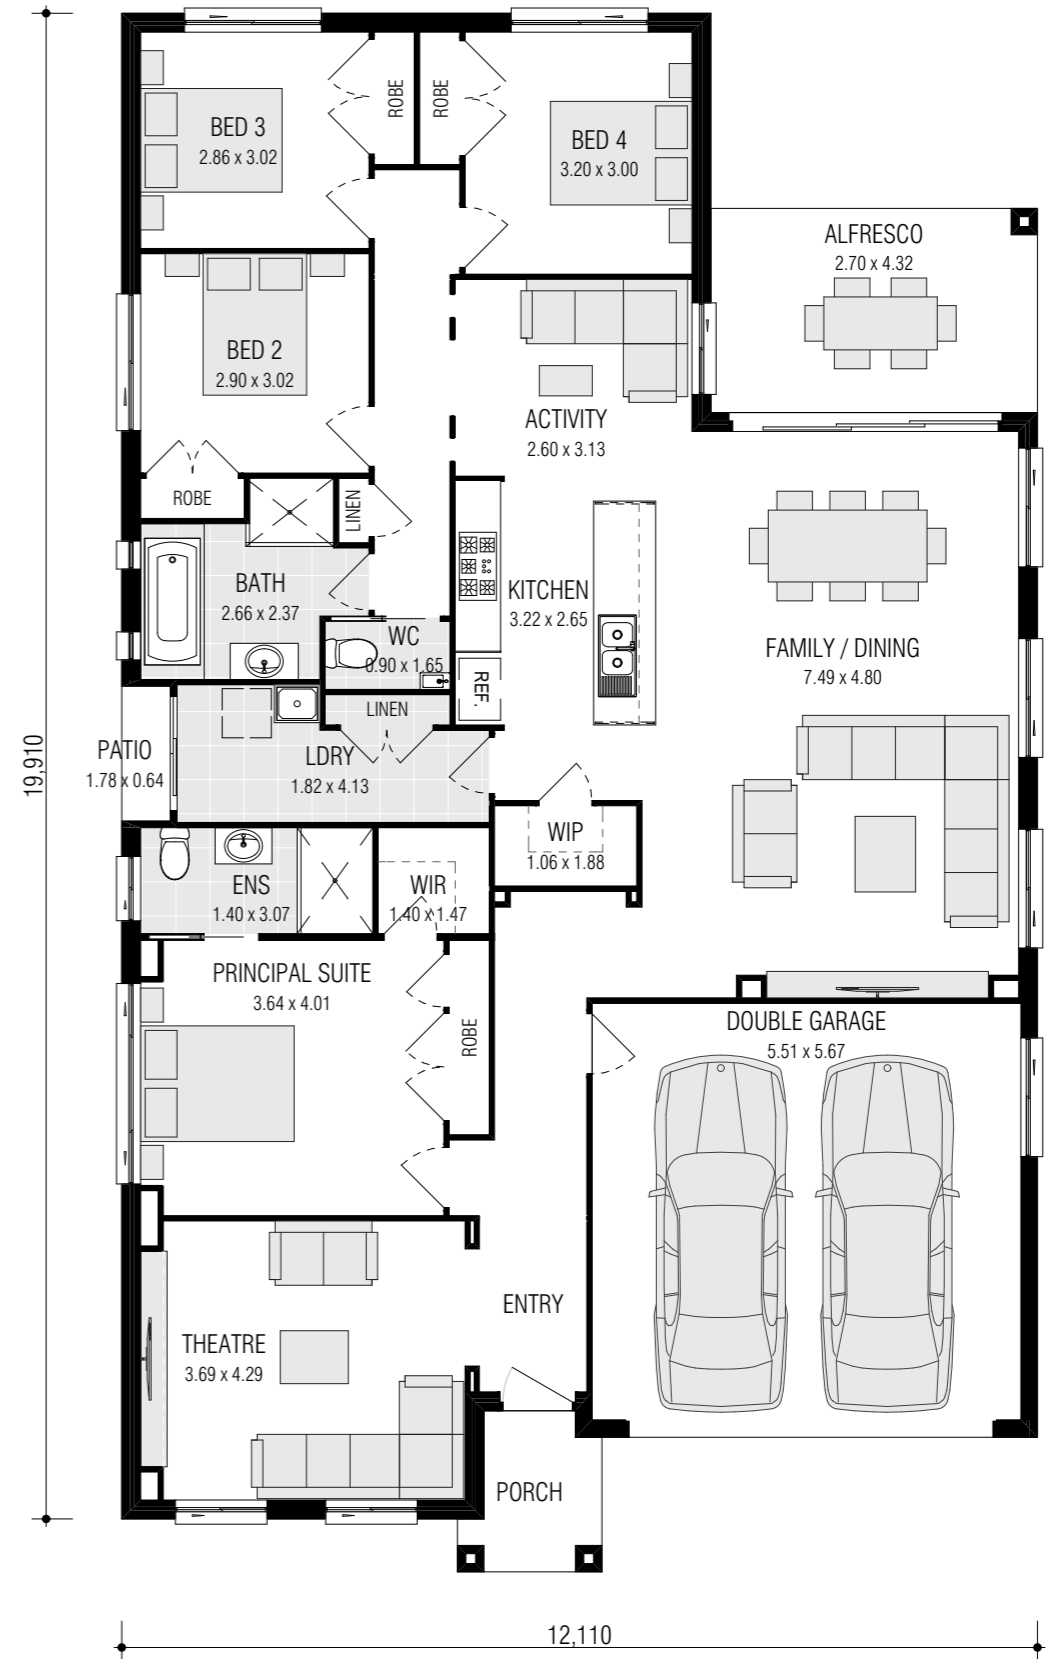 BED 3
2.86 x 3.02
ROBE
ROBE
BED 4
3.20 x 3.00
ALFRESCO
2.70 x 4.32
BED 2
2.90 x 3.02
ACTIVITY
2.60 x 3.13
ROBE
LINEN
BATH
2.66 x 2.37
KITCHEN
3.22 x 2.65
WC
0.90 x 1.65
FAMILY / DINING
7.49 x 4.80
REF.
LINEN
PATIO
1.78 x 0.64
LDRY
1.82 x 4.13
19,910
WIP
1.06 x 1.88
ENS
1.40 x 3.07
WIR
1.40 x 1.47
PRINCIPAL SUITE
3.64 x 4.01
ROBE
DOUBLE GARAGE
5.51 x 5.67
ENTRY
THEATRE
3.69 x 4.29
PORCH
12,110